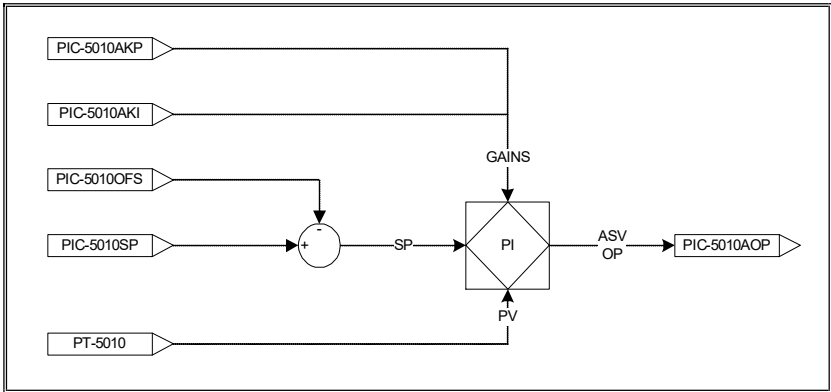 PIC-5010AKP
PIC-5010AKI
GAINS
PIC-5010OFS
-
PIC-5010SP
+
SP
PI
ASV
OP
PIC-5010AOP
PV
PT-5010